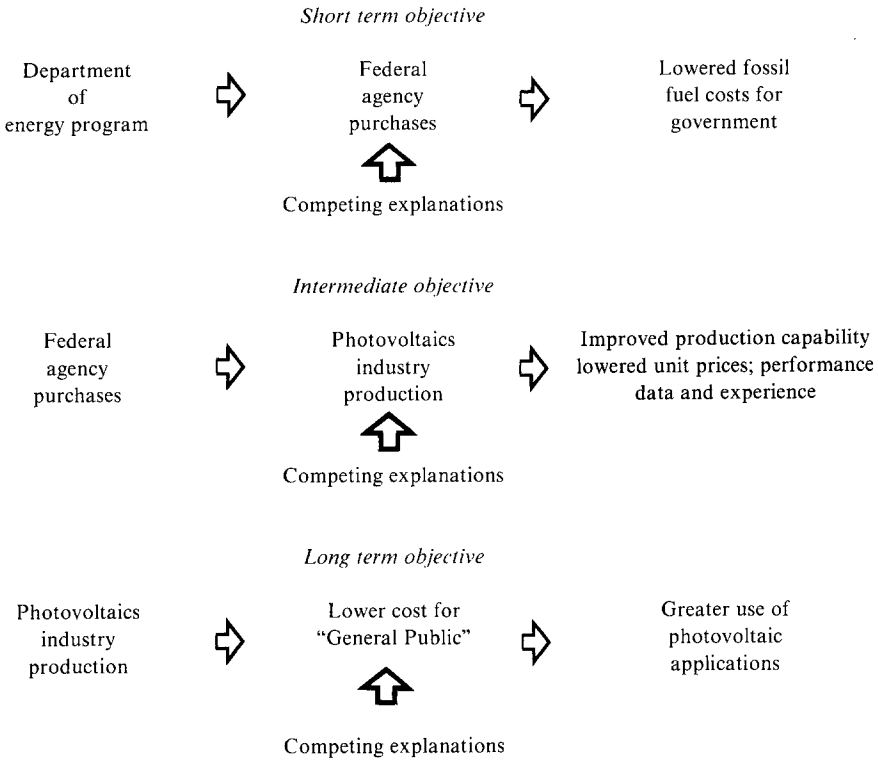 Short term objective
Department
of
energy program
Federal
agency
purchases
Lowered fossil
fuel costs for
government
Competing explanations
Intermediate objective
Federal
agency
purchases
Photovoltaics
industry
production
Improved production capability
lowered unit prices; performance
data and experience
Competing explanations
Long term objective
Photovoltaics
industry
production
Lower cost for
“General Public”
Greater use of
photovoltaic
applications
Competing explanations